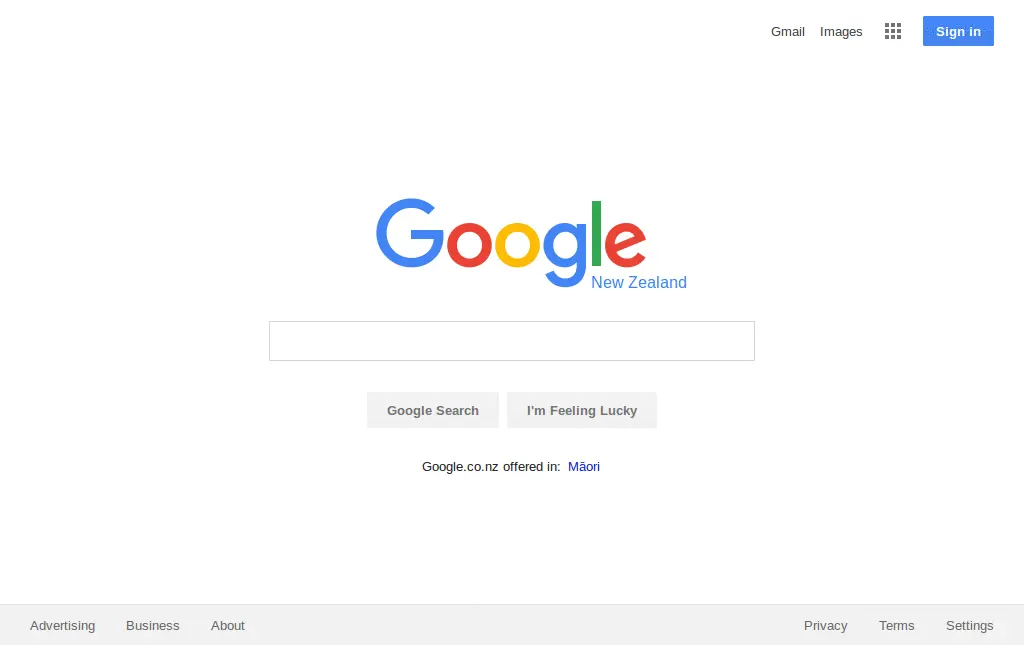 Gmail Images Sign in
Google
New Zealand
Google Search I'm Feeling Lucky
Google.co.nz offered in: Māori
Advertising Business About Privacy Terms Settings